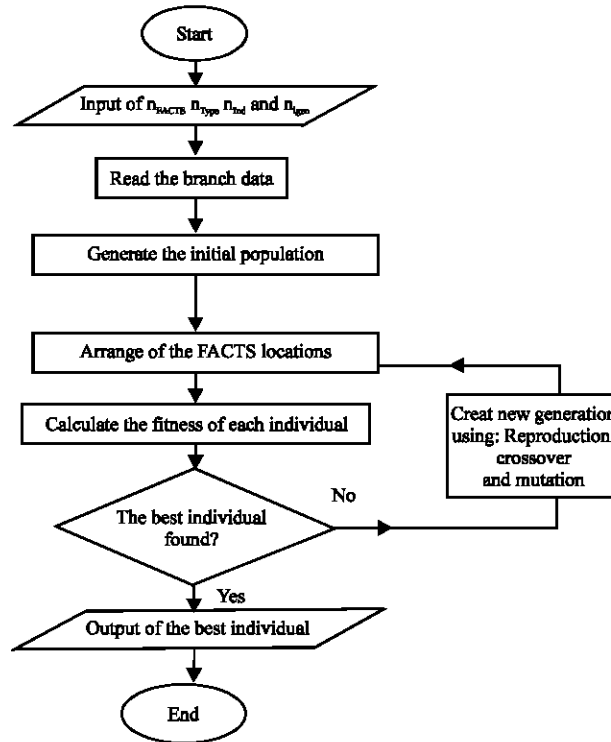 Start
Input of n_FACTS n_Type n_Ind and n_Igen
Read the branch data
Generate the initial population
Arrange of the FACTS locations
Calculate the fitness of each individual
Creat new generation
using: Reproduction,
crossover
and mutation
The best individual
found?
No
Yes
Output of the best individual
End